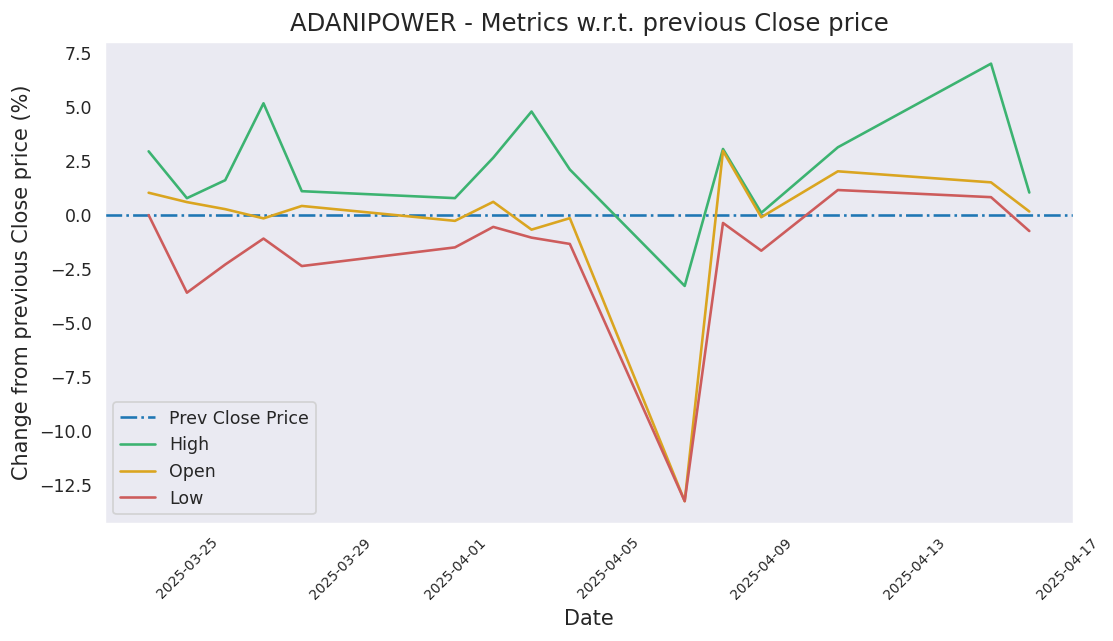 ADANIPOWER - Metrics w.r.t. previous Close price
Change from previous Close price (%)
7.5
5.0
2.5
0.0
−2.5
−5.0
−7.5
−10.0
−12.5
Prev Close Price
High
Open
Low
2025-03-25
2025-03-29
2025-04-01
2025-04-05
2025-04-09
2025-04-13
2025-04-17
Date